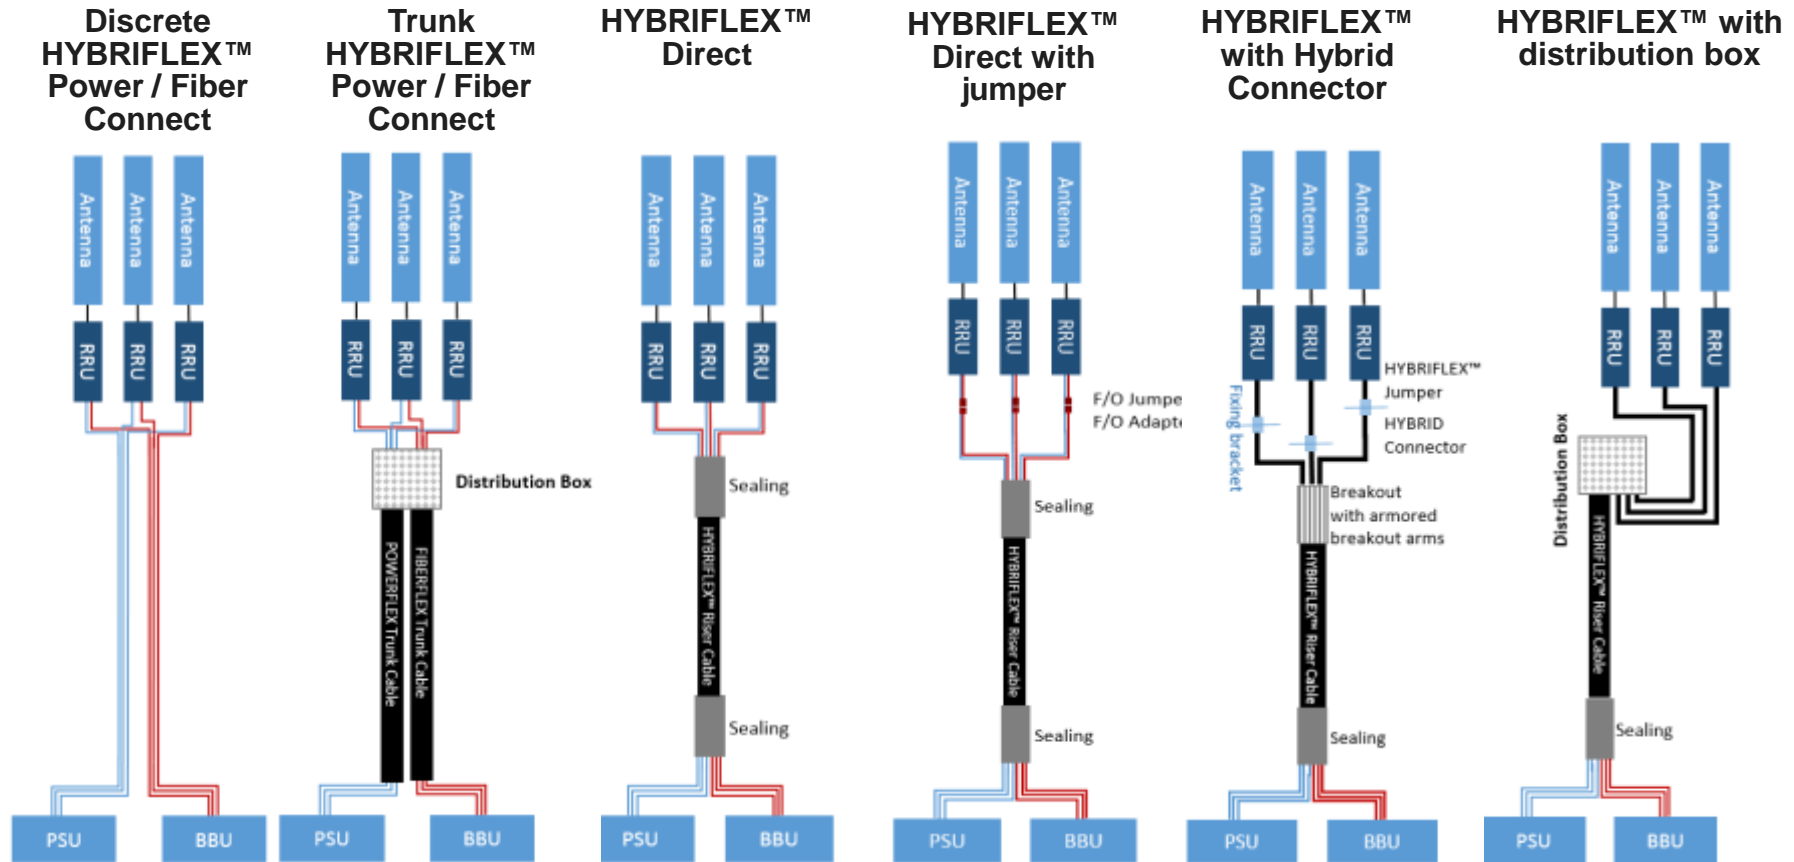 Discrete
HYBRIFLEX™
Power / Fiber
Connect
Antenna
Antenna
Antenna
RRU
RRU
RRU
PSU
BBU
Trunk
HYBRIFLEX™
Power / Fiber
Connect
Antenna
Antenna
Antenna
RRU
RRU
RRU
Distribution Box
POWERFLEX Trunk Cable
FIBERFLEX Trunk Cable
PSU
BBU
HYBRIFLEX™
Direct
Antenna
Antenna
Antenna
RRU
RRU
RRU
Sealing
HYBRIFLEX™ Riser Cable
Sealing
PSU
BBU
HYBRIFLEX™
Direct with
jumper
Antenna
Antenna
Antenna
RRU
RRU
RRU
F/O Jumpe
F/O Adapte
Sealing
HYBRIFLEX™ Riser Cable
Sealing
PSU
BBU
HYBRIFLEX™
with Hybrid
Connector
Antenna
Antenna
Antenna
RRU
RRU
RRU
HYBRIFLEX™
Jumper
HYBRID
Connector
Fixing bracket
Breakout
with armored
breakout arms
HYBRIFLEX™ Riser Cable
Sealing
PSU
BBU
HYBRIFLEX™ with
distribution box
Antenna
Antenna
Antenna
RRU
RRU
RRU
Distribution Box
HYBRIFLEX™ Riser Cable
Sealing
PSU
BBU